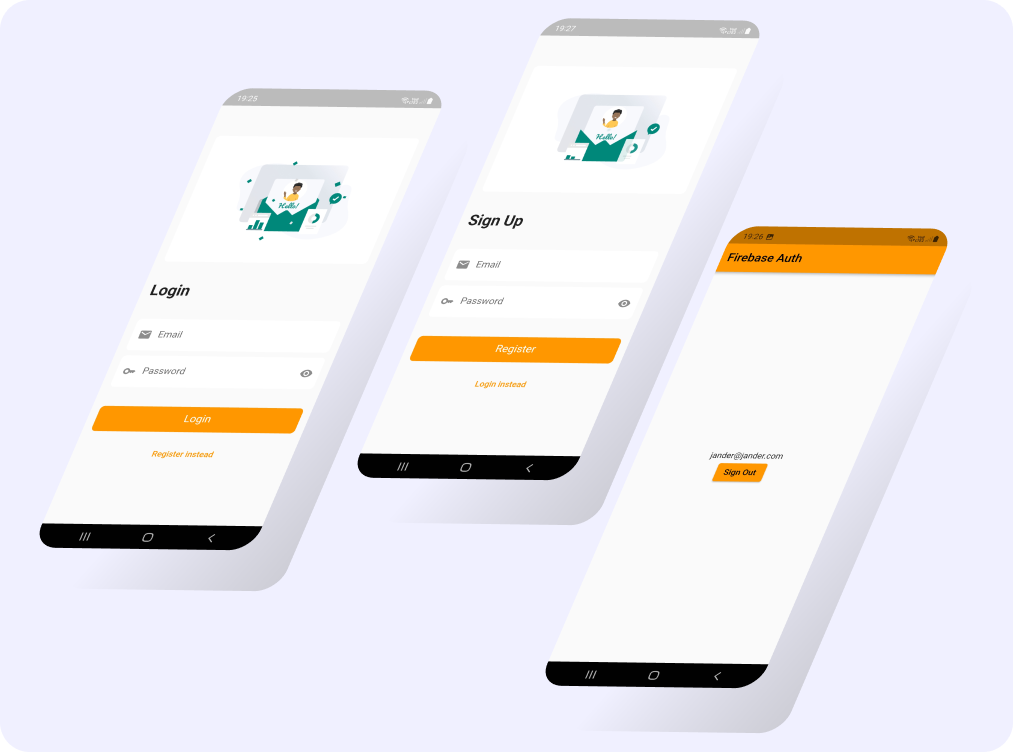 19:25
Hello!
Login
Email
Password
Login
Register instead
19:27
Hello!
Sign Up
Email
Password
Register
Login instead
19:26
Firebase Auth
jander@jander.com
Sign Out